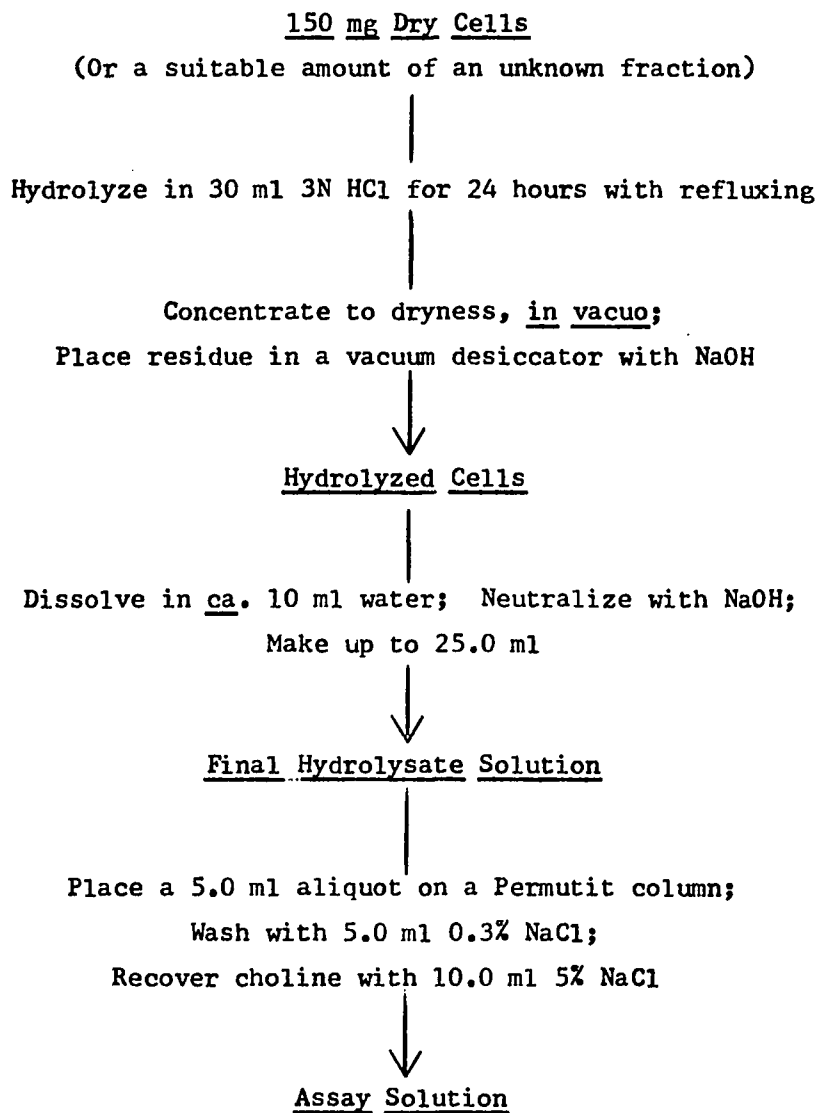 150 mg Dry Cells
(Or a suitable amount of an unknown fraction)
Hydrolyze in 30 ml 3N HCl for 24 hours with refluxing
Concentrate to dryness, in vacuo;
Place residue in a vacuum desiccator with NaOH
Hydrolyzed Cells
Dissolve in ca. 10 ml water; Neutralize with NaOH;
Make up to 25.0 ml
Final Hydrolysate Solution
Place a 5.0 ml aliquot on a Permutit column;
Wash with 5.0 ml 0.3% NaCl;
Recover choline with 10.0 ml 5% NaCl
Assay Solution